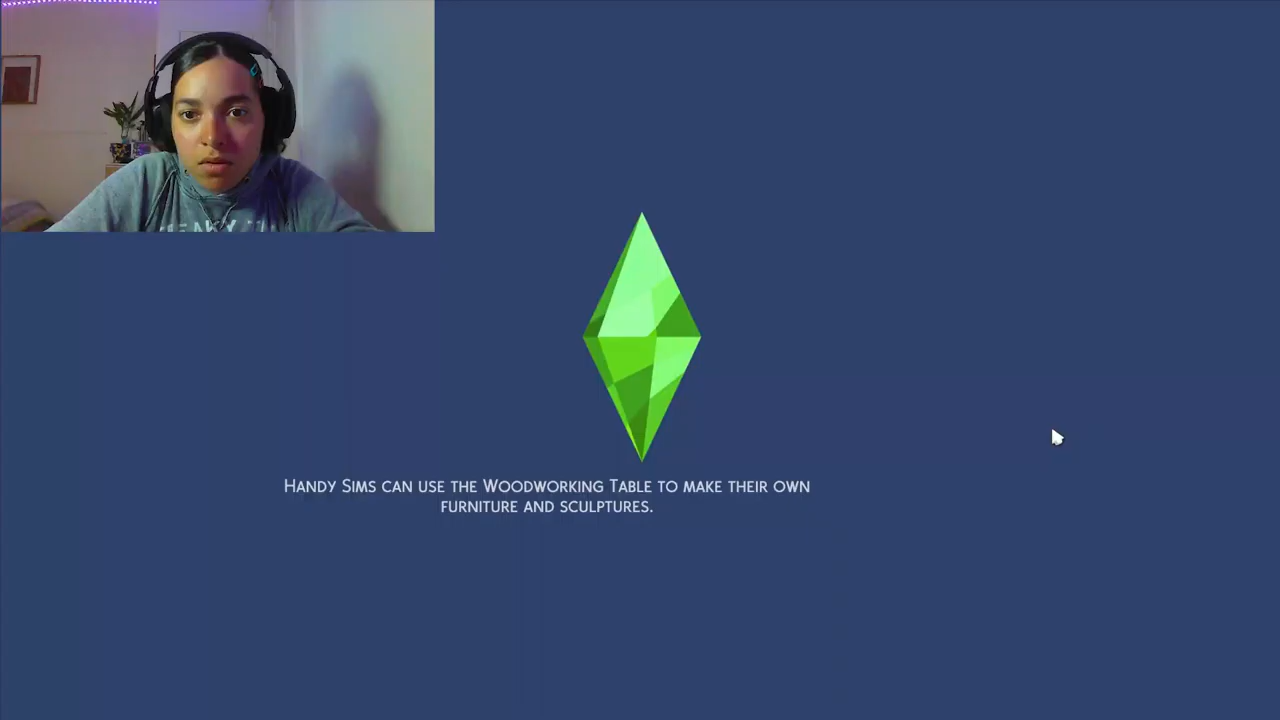 Handy Sims can use the Woodworking Table to make their own
furniture and sculptures.